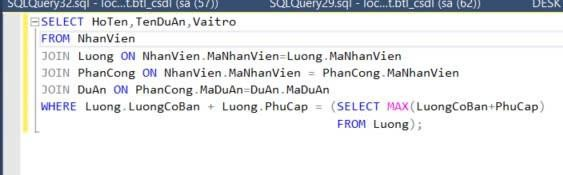 SQLQuery32.sql - loc...t.btl_csdl (sa (57)) SQLQuery29.sql - loc...t.btl_csdl (sa (62)) DESK
SELECT HoTen,TenDuAn,Vaitro
FROM NhanVien
JOIN Luong ON NhanVien.MaNhanVien=Luong.MaNhanVien
JOIN PhanCong ON NhanVien.MaNhanVien = PhanCong.MaNhanVien
JOIN DuAn ON PhanCong.MaDuAn=DuAn.MaDuAn
WHERE Luong.LuongCoBan + Luong.PhuCap = (SELECT MAX(LuongCoBan+PhuCap)
FROM Luong);